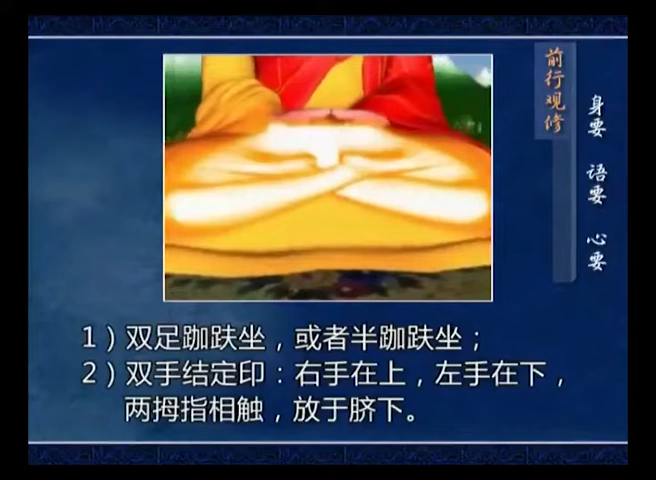 前行观修
身要 语要 心要
1）双足跏趺坐，或者半跏趺坐；
2）双手结定印：右手在上，左手在下，
两拇指相触，放于脐下。